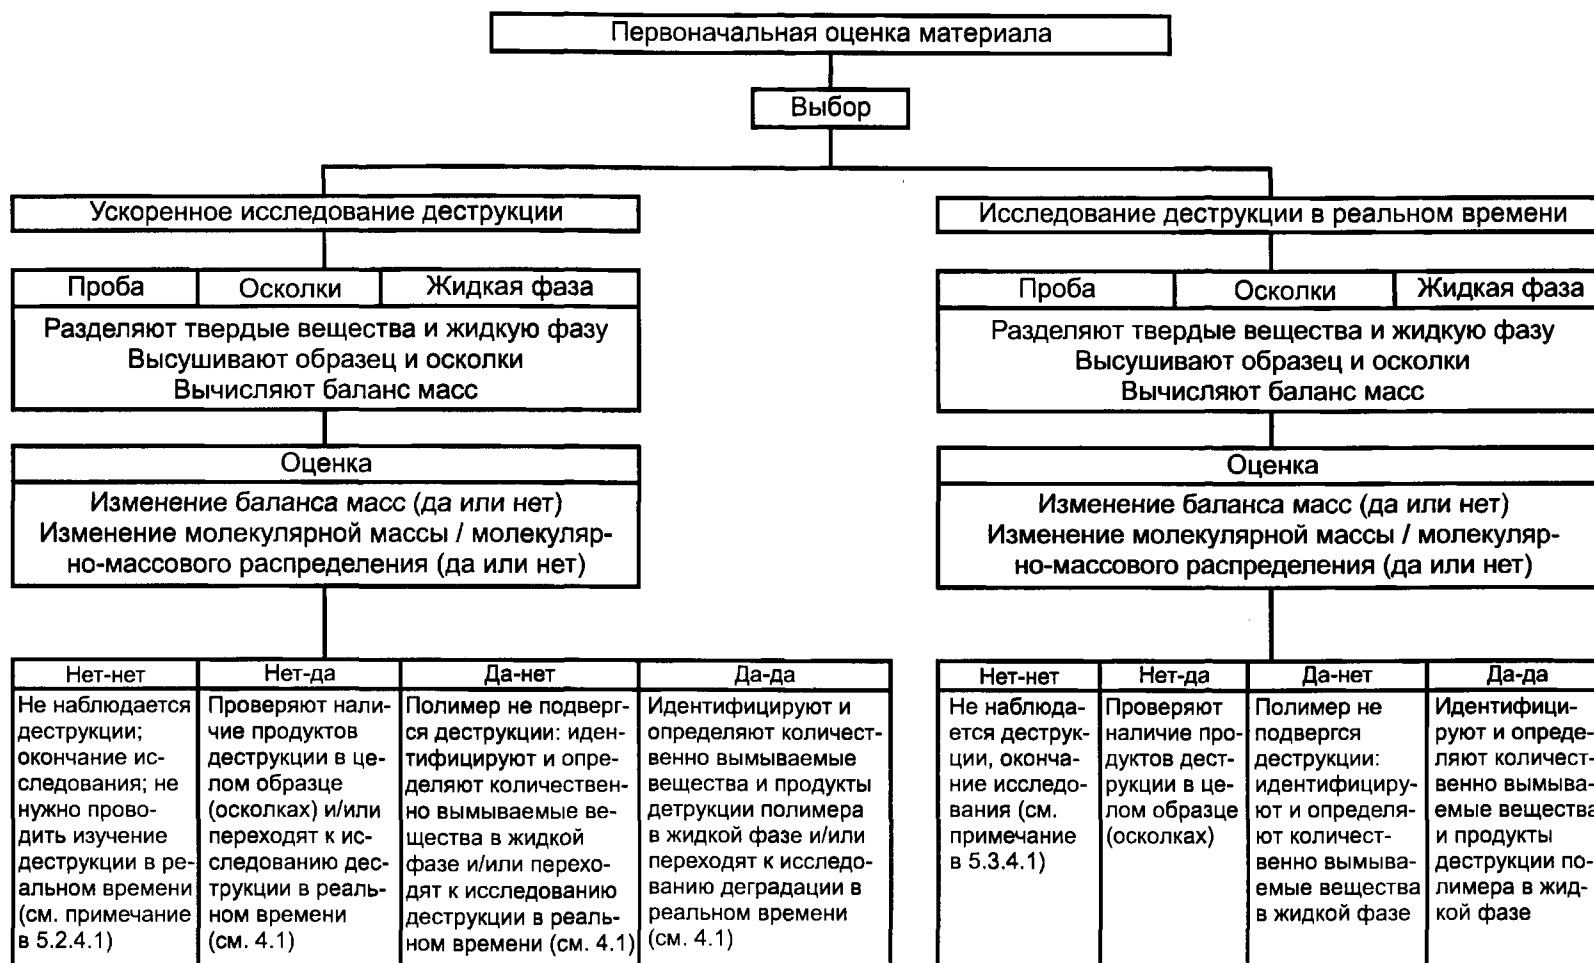 Первоначальная оценка материала
Выбор
Ускоренное исследование деструкции
Проба
Осколки
Жидкая фаза
Разделяют твердые вещества и жидкую фазу
Высушивают образец и осколки
Вычисляют баланс масс
Оценка
Изменение баланса масс (да или нет)
Изменение молекулярной массы / молекуляр-
но-массового распределения (да или нет)
Нет-нет
Не наблюдается
деструкции;
окончание ис-
следования; не
нужно прово-
дить изучение
деструкции в ре-
альном времени
(см. примечание
в 5.2.4.1)
Нет-да
Проверяют нали-
чие продуктов
деструкции в це-
лом образце
(осколках) и/или
переходят к ис-
следованию дес-
трукции в реаль-
ном времени
(см. 4.1)
Да-нет
Полимер не подверг-
ся деструкции: иден-
тифицируют и опре-
деляют количествен-
но вымываемые ве-
щества в жидкой
фазе и/или перехо-
дят к исследованию
деструкции в реаль-
ном времени (см. 4.1)
Да-да
Идентифицируют и
определяют количест-
венно вымываемые
вещества и продукты
детрукции полимера
в жидкой фазе и/или
переходят к исследо-
ванию деградации в
реальном времени
(см. 4.1)
Исследование деструкции в реальном времени
Проба
Осколки
Жидкая фаза
Разделяют твердые вещества и жидкую фазу
Высушивают образец и осколки
Вычисляют баланс масс
Оценка
Изменение баланса масс (да или нет)
Изменение молекулярной массы / молекуляр-
но-массового распределения (да или нет)
Нет-нет
Не наблюда-
ется деструк-
ции, оконча-
ние исследо-
вания (см.
примечание
в 5.3.4.1)
Нет-да
Проверяют
наличие про-
дуктов дест-
рукции в це-
лом образце
(осколках)
Да-нет
Полимер не
подвергся
деструкции:
идентифициру-
ют и определя-
ют количест-
венно вымыва-
емые вещества
в жидкой фазе
Да-да
Идентифици-
руют и опреде-
ляют количест-
венно вымыва-
емые вещества
и продукты
деструкции по-
лимера в жид-
кой фазе